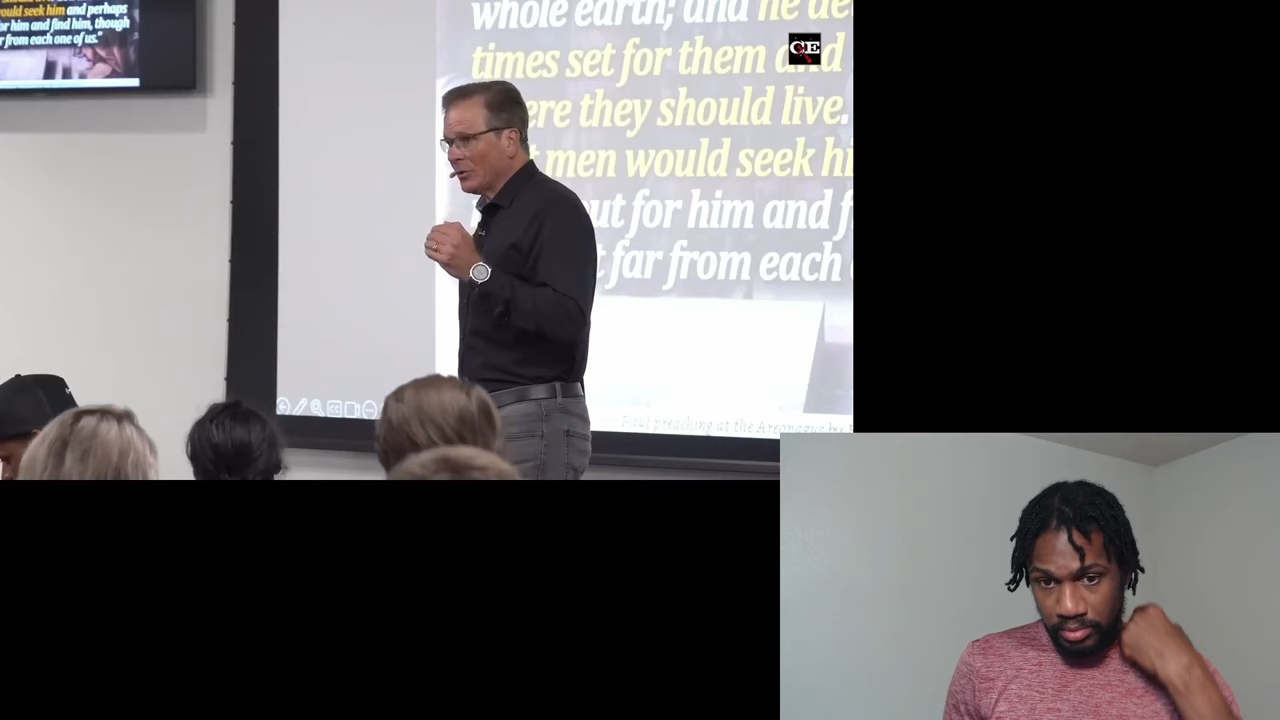 would seek him and perhaps
or him and find him, though
r from each one of us."
whole earth; and he de
times set for them and
ere they should live.
t men would seek hi
ut for him and f
t far from each
CE
Paul preaching at the Areopagus by